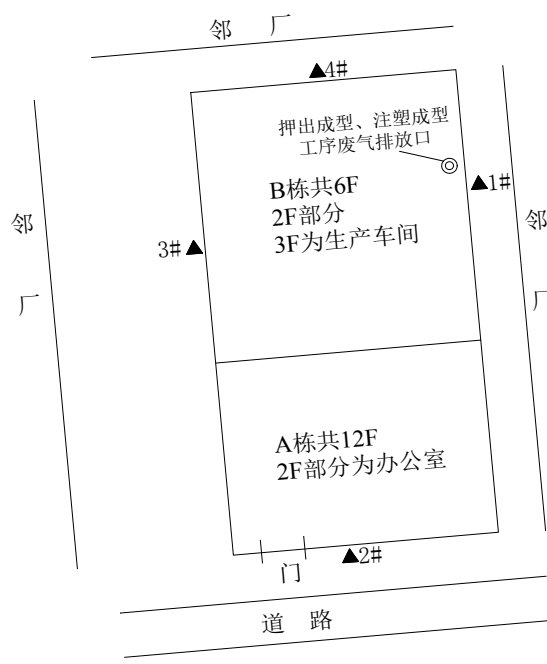 邻 厂
▲4#
押出成型、注塑成型
工序废气排放口
▲1#
B栋共6F
2F部分
3F为生产车间
3#▲
邻
厂
邻
厂
A栋共12F
2F部分为办公室
▲2#
门
道 路